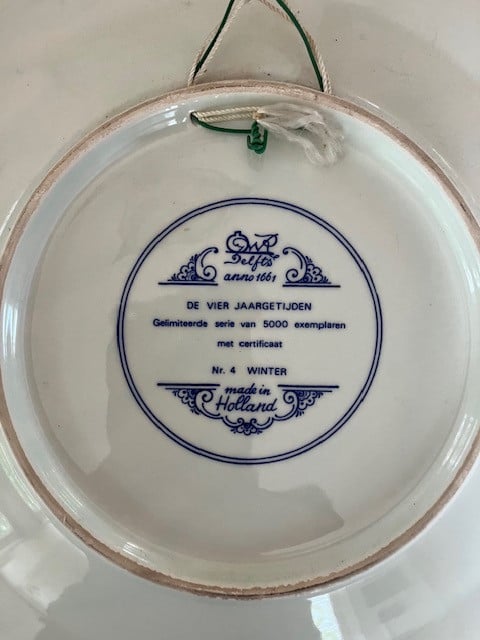 Delfts
anno 1661
DE VIER JAARGETIJDEN
Gelimiteerde serie van 5000 exemplaren
met certificaat
Nr. 4 WINTER
made in
Holland